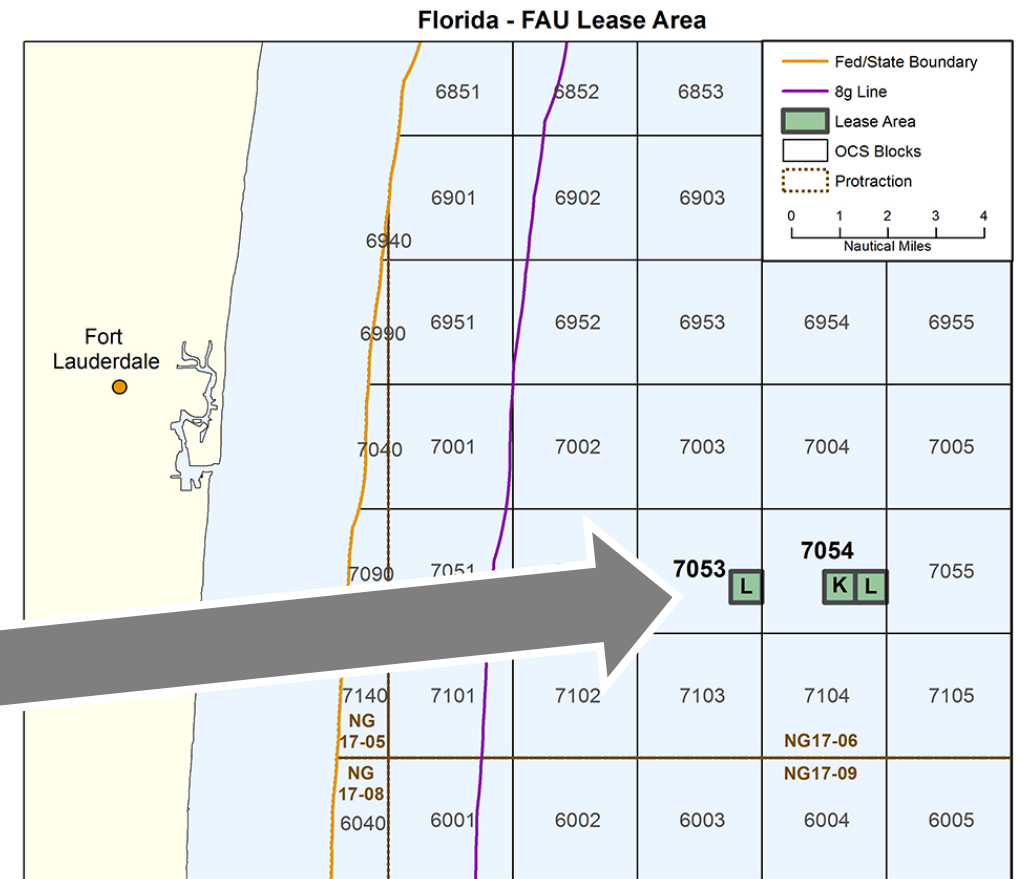 Florida - FAU Lease Area
Fed/State Boundary
8g Line
Lease Area
OCS Blocks
Protraction
0 1 2 3 4
Nautical Miles
6851 6852 6853
6901 6902 6903
6940
6951 6952 6953 6954 6955
6990
Fort
Lauderdale
7040 7001 7002 7003 7004 7005
7054
7053
7090 7051 7055
L K L
7140 7101 7102 7103 7104 7105
NG
17-05
NG17-06
NG
17-08
NG17-09
6040 6001 6002 6003 6004 6005